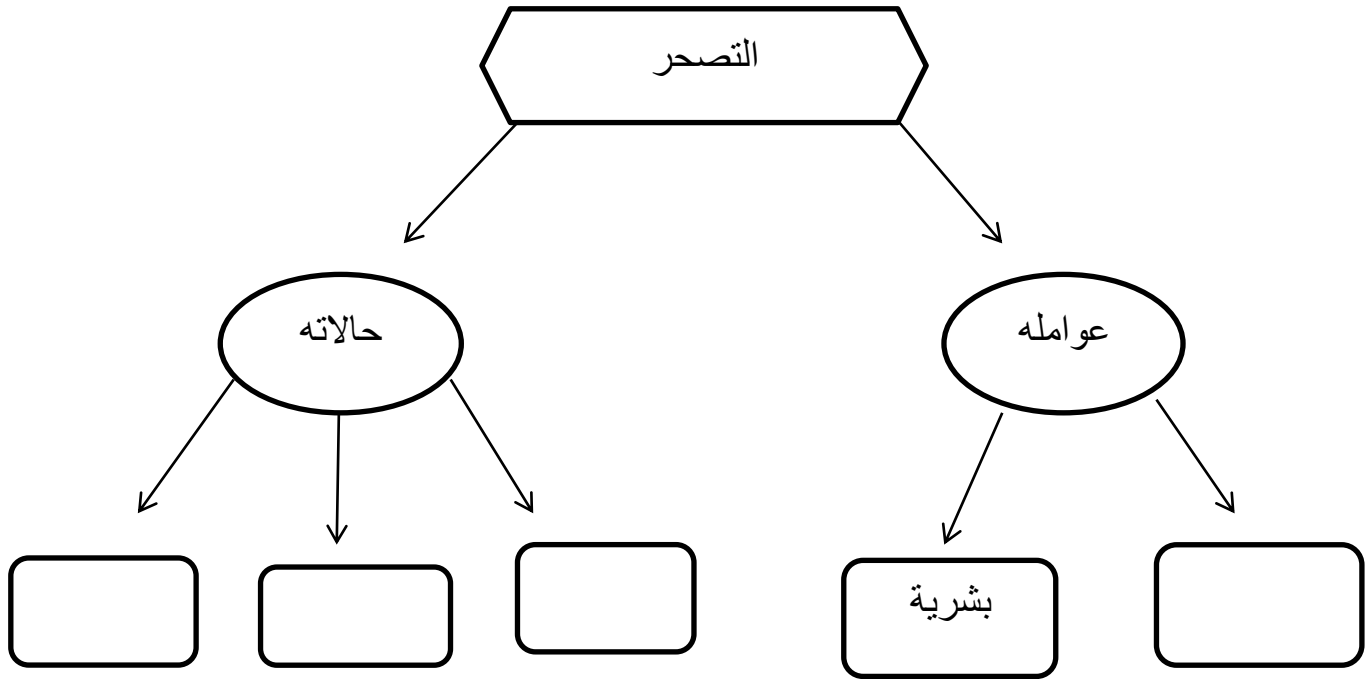 التصحر
عوامله
حالاته
بشرية